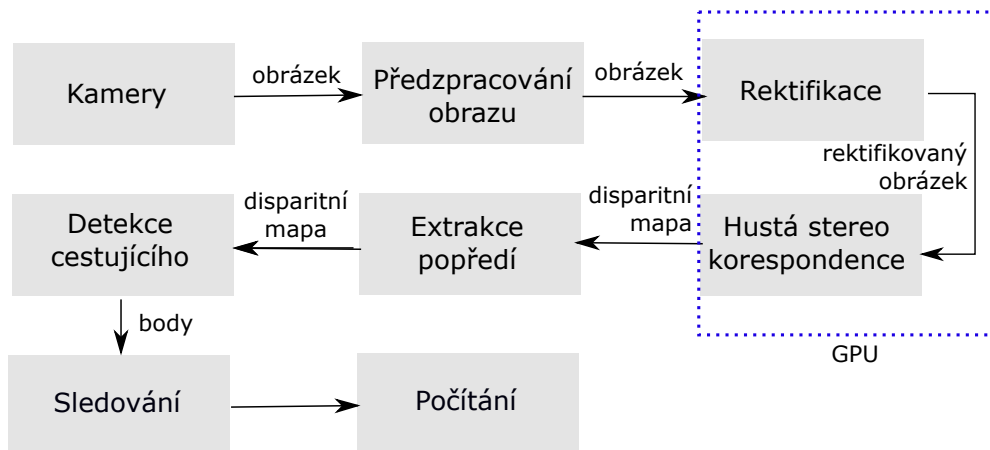 Kamery
obrázek
Předzpracování
obrazu
obrázek
Rektifikace
rektifikovaný
obrázek
Hustá stereo
korespondence
GPU
disparitní
mapa
Extrakce
popředí
disparitní
mapa
Detekce
cestujícího
body
Sledování
Počítání